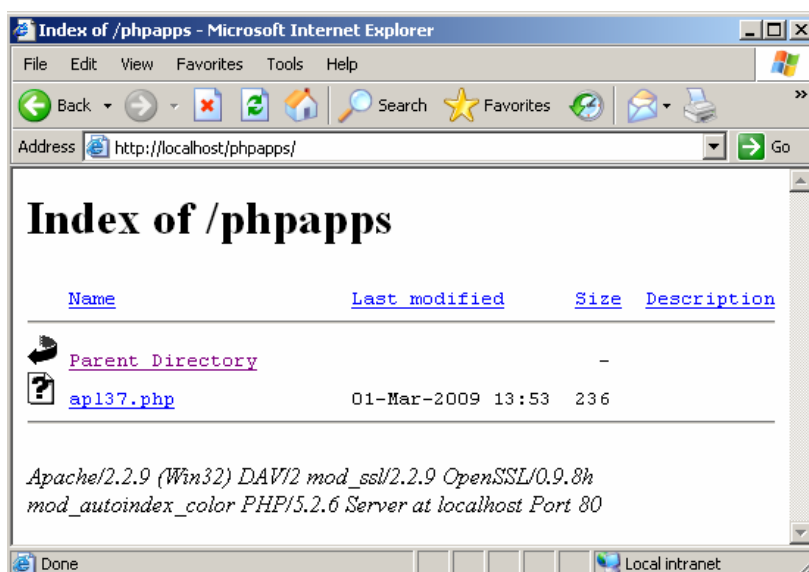 Index of /phpapps - Microsoft Internet Explorer
File Edit View Favorites Tools Help
Back Search Favorites »
Address http://localhost/phpapps/ Go
Index of /phpapps
Name Last modified Size Description
Parent Directory -
apl37.php 01-Mar-2009 13:53 236
Apache/2.2.9 (Win32) DAV/2 mod_ssl/2.2.9 OpenSSL/0.9.8h
mod_autoindex_color PHP/5.2.6 Server at localhost Port 80
Done Local intranet